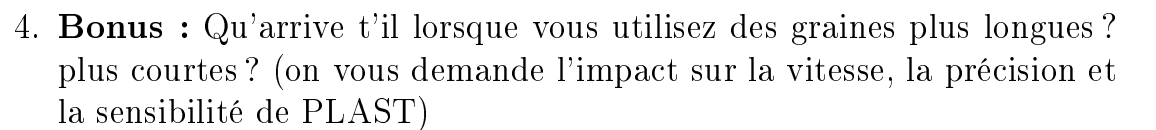 4. Bonus : Qu'arrive t'il lorsque vous utilisez des graines plus longues ?
plus courtes ? (on vous demande l'impact sur la vitesse, la précision et
la sensibilité de PLAST)